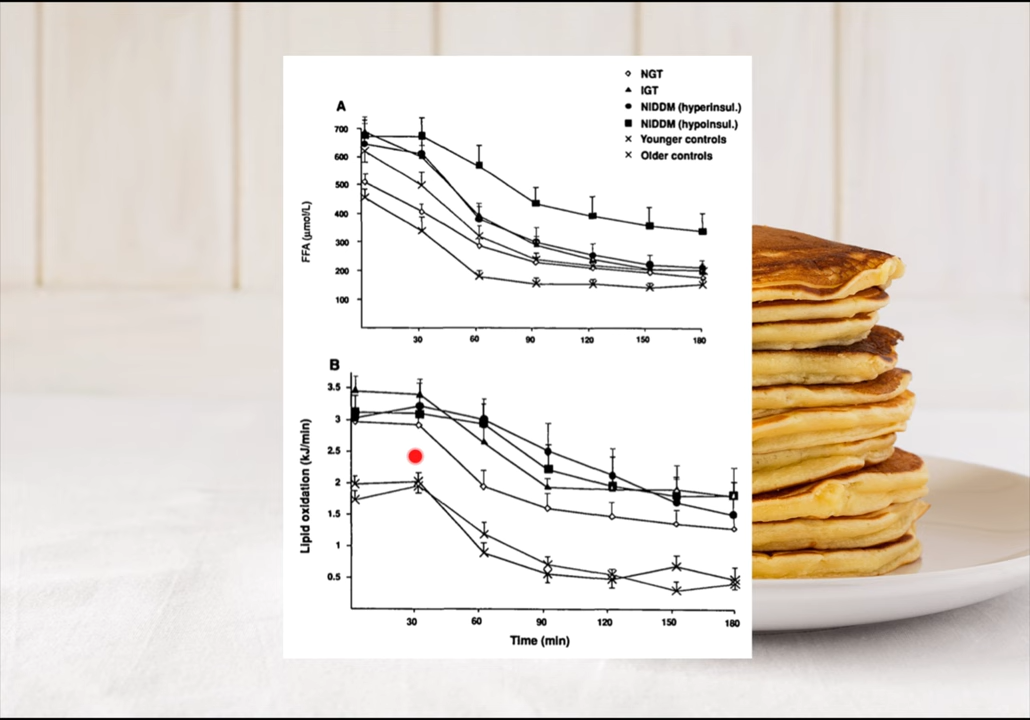 NGT
IGT
NIDDM (hyperinsul.)
NIDDM (hypoinsul.)
Younger controls
Older controls
A
700
600
500
400
300
200
100
FFA (µmol/L)
30 60 90 120 150 180
B
3.5
3
2.5
2
1.5
1
0.5
Lipid oxidation (kJ/min)
30 60 90 120 150 180
Time (min)